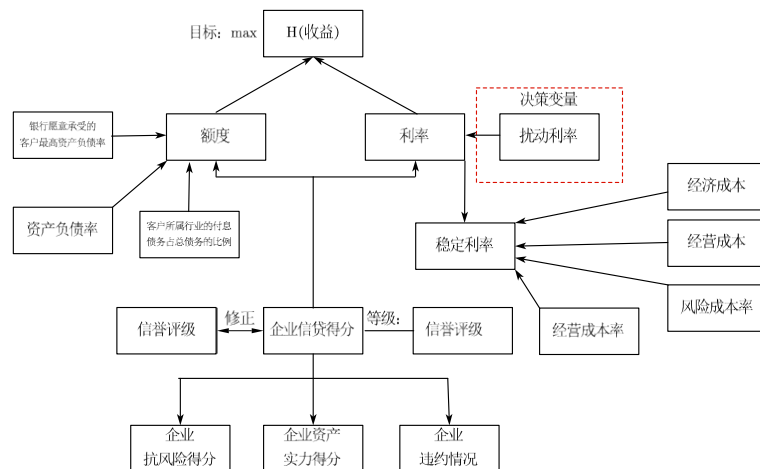 目标：max
H(收益)
决策变量
银行愿意承受的
客户最高资产负债率
额度
利率
扰动利率
经济成本
资产负债率
客户所属行业的付息
债务占总债务的比例
稳定利率
经营成本
风险成本率
信誉评级
修正
企业信贷得分
等级：
信誉评级
经营成本率
企业
抗风险得分
企业资产
实力得分
企业
违约情况